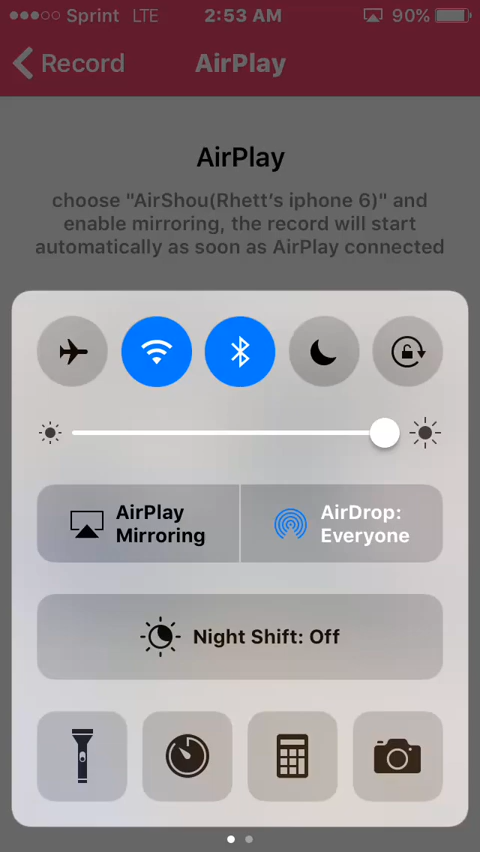 Sprint LTE 2:53 AM 90%
Record AirPlay
AirPlay
choose "AirShou(Rhett's iphone 6)" and
enable mirroring, the record will start
automatically as soon as AirPlay connected
AirPlay
Mirroring
AirDrop:
Everyone
Night Shift: Off